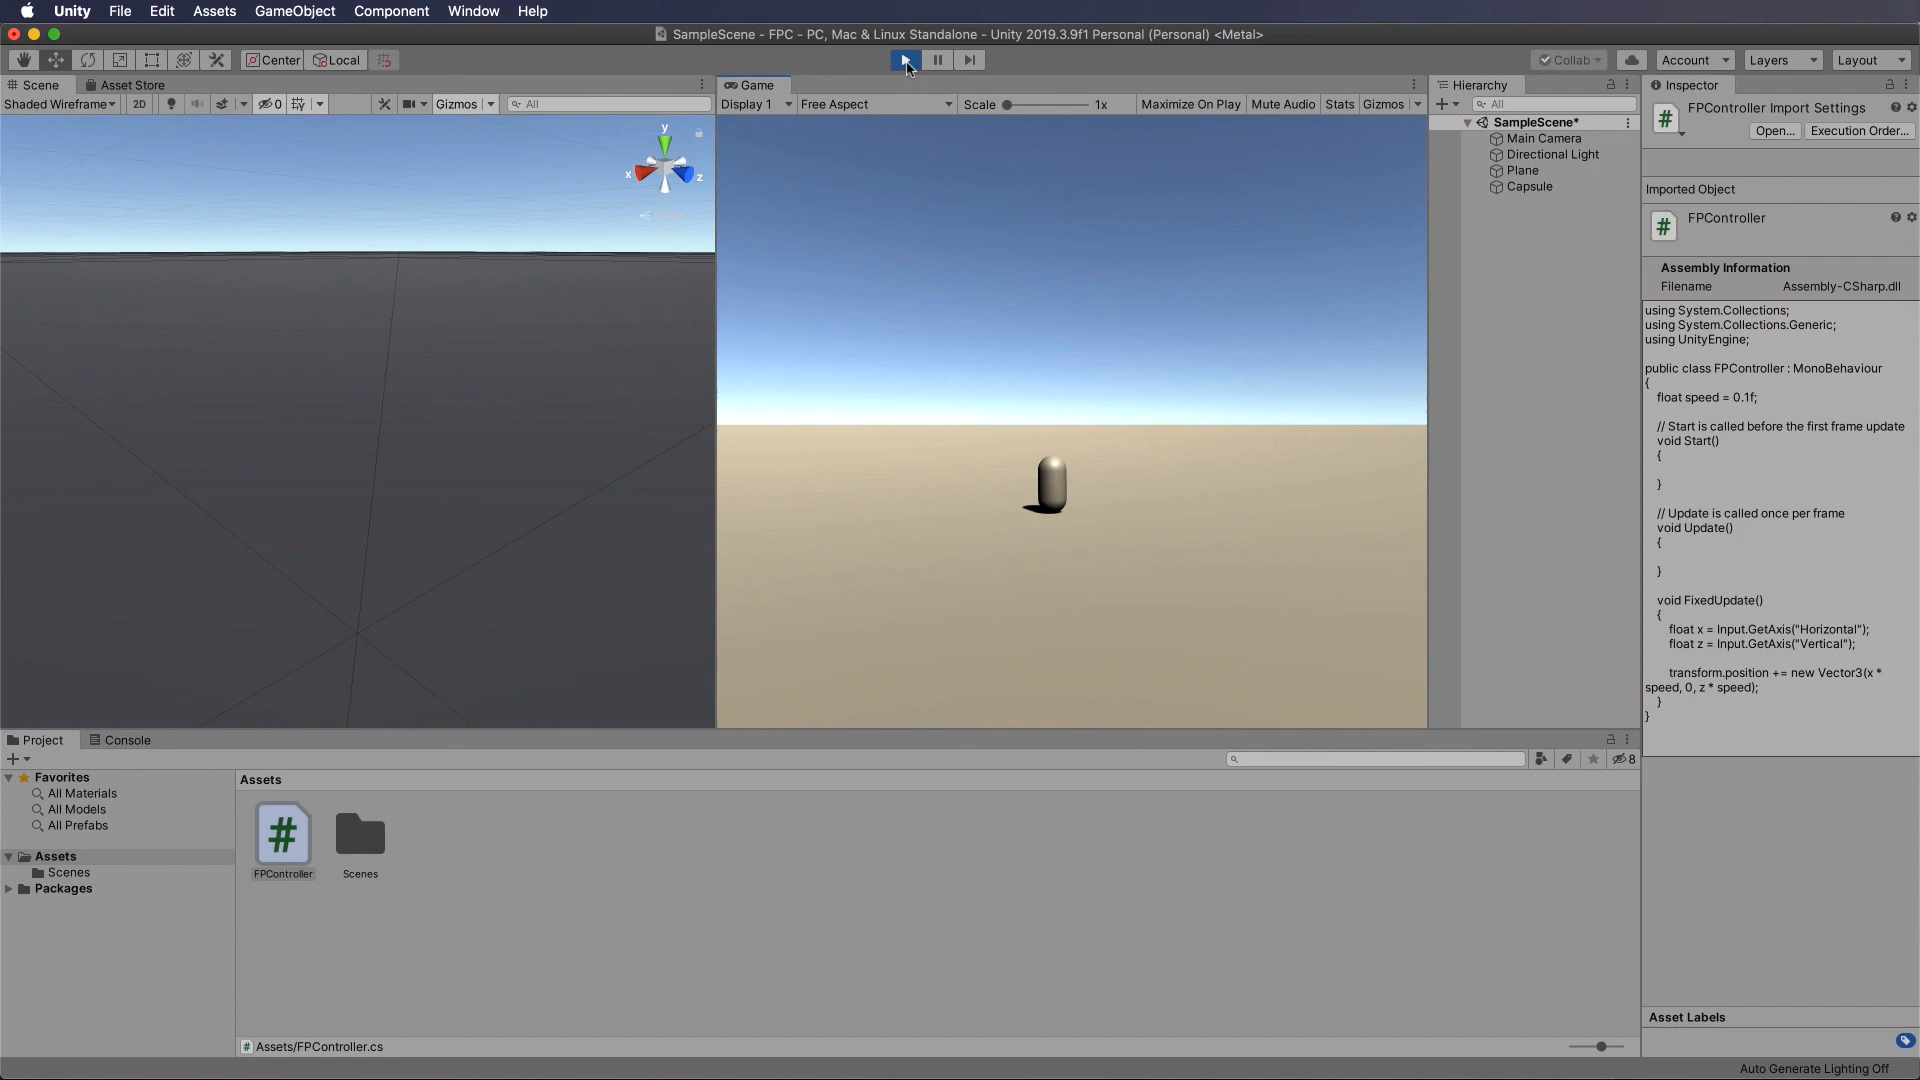 Unity File Edit Assets GameObject Component Window Help
SampleScene - FPC - PC, Mac & Linux Standalone - Unity 2019.3.9f1 Personal (Personal) <Metal>
Center Local Collab Account Layers Layout
Scene Asset Store
Shaded Wireframe 2D 0 Gizmos All
y
x
z
Game
Display 1 Free Aspect Scale 1x Maximize On Play Mute Audio Stats Gizmos
Hierarchy
All
SampleScene*
Main Camera
Directional Light
Plane
Capsule
Inspector
FPController Import Settings
Open... Execution Order...
Imported Object
FPController
Assembly Information
Filename Assembly-CSharp.dll
using System.Collections;
using System.Collections.Generic;
using UnityEngine;
public class FPController : MonoBehaviour
{
float speed = 0.1f;
// Start is called before the first frame update
void Start()
{
}
// Update is called once per frame
void Update()
{
}
void FixedUpdate()
{
float x = Input.GetAxis("Horizontal");
float z = Input.GetAxis("Vertical");
transform.position += new Vector3(x *
speed, 0, z * speed);
}
}
Project Console
8
Favorites
All Materials
All Models
All Prefabs
Assets
Scenes
Packages
Assets
FPController Scenes
Assets/FPController.cs
Asset Labels
Auto Generate Lighting Off